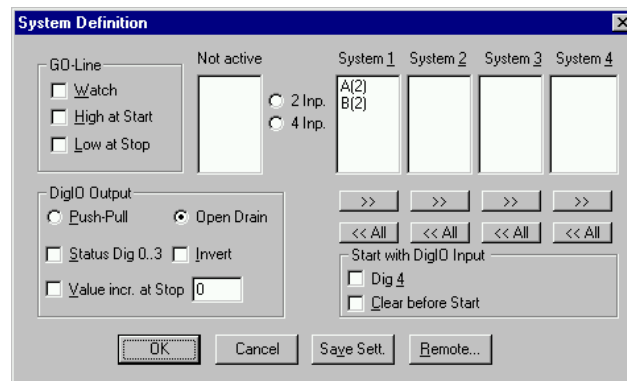 System Definition
GO-Line
Watch
High at Start
Low at Stop
Not active
2 Inp.
4 Inp.
System 1
System 2
System 3
System 4
A(2)
B(2)
DigIO Output
Push-Pull
Open Drain
Status Dig 0..3
Invert
Value incr. at Stop
0
>>
>>
>>
>>
<< All
<< All
<< All
<< All
Start with DigIO Input
Dig 4
Clear before Start
OK
Cancel
Save Sett.
Remote...